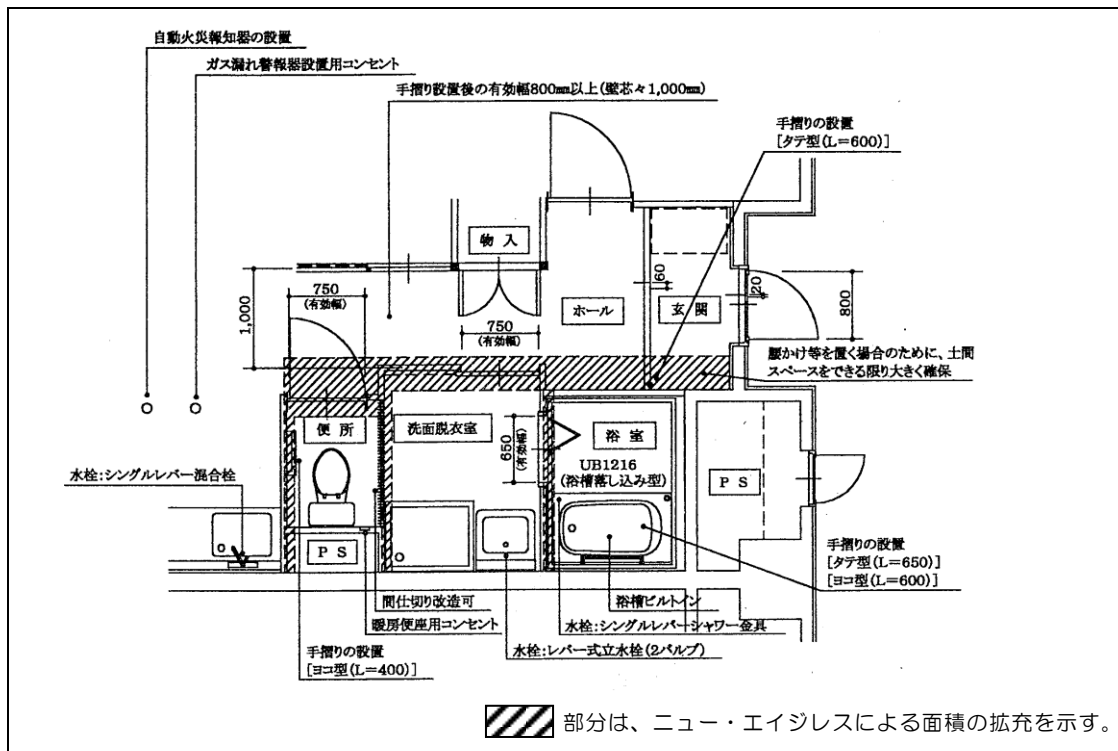 自動火災報知器の設置
ガス漏れ警報器設置用コンセント
手摺り設置後の有効幅800㎜以上(壁芯々1,000㎜)
手摺りの設置
[タテ型(L=600)]
物 入
60
20
750
(有効幅)
1,000
ホール
玄 関
800
750
(有効幅)
腰かけ等を置く場合のために、土間
スペースをできる限り大きく確保
便 所
洗面脱衣室
650
(有効幅)
浴 室
UB1216
(浴槽落し込み型)
水栓:シングルレバー混合栓
P S
P S
手摺りの設置
[タテ型(L=650)]
[ヨコ型(L=600)]
間仕切り改造可
浴槽ビルトイン
暖房便座用コンセント
水栓:シングルレバーシャワー金具
手摺りの設置
[ヨコ型(L=400)]
水栓:レバー式立水栓(2バルブ)
部分は、ニュー・エイジレスによる面積の拡充を示す。